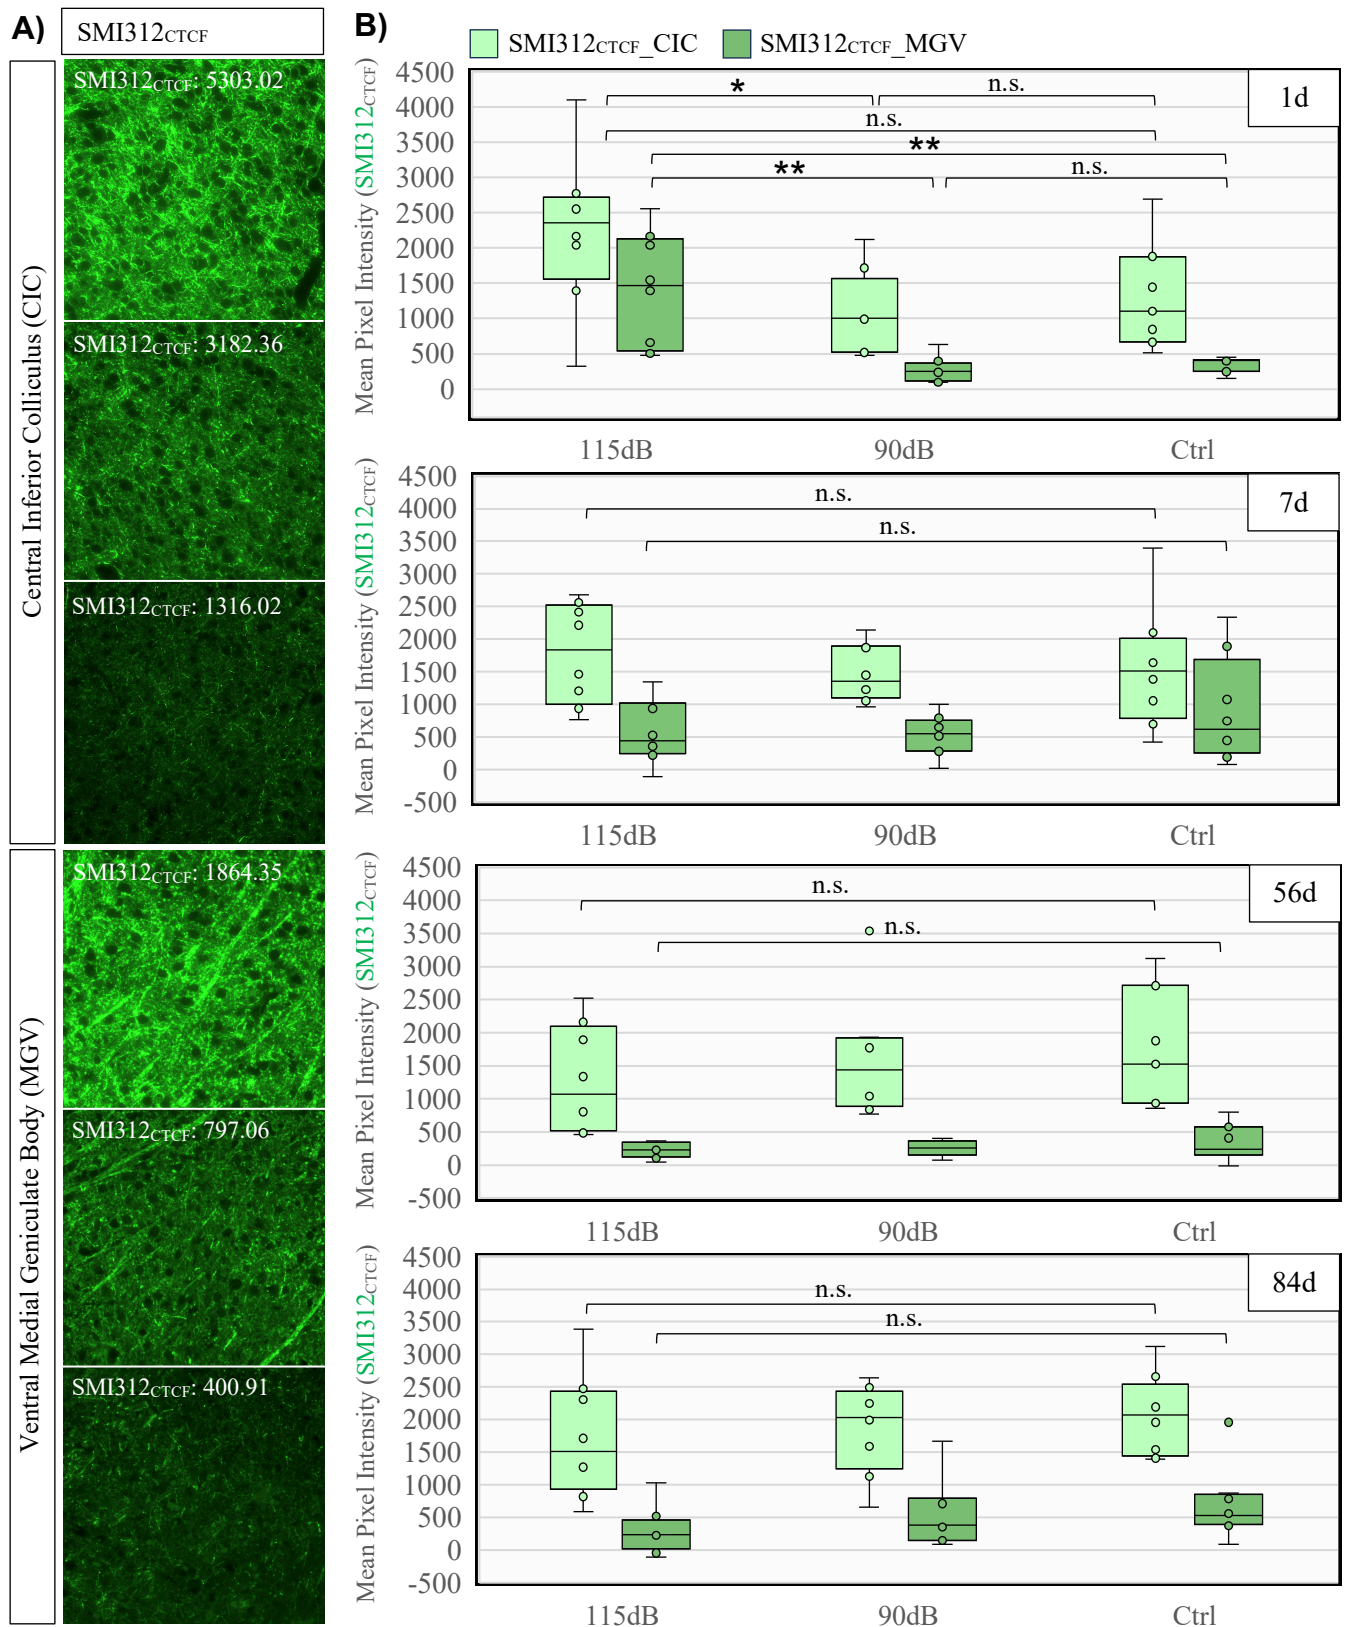 A)
SMI312CTCF
Central Inferior Colliculus (CIC)
SMI312CTCF: 5303.02
SMI312CTCF: 3182.36
SMI312CTCF: 1316.02
Ventral Medial Geniculate Body (MGV)
SMI312CTCF: 1864.35
SMI312CTCF: 797.06
SMI312CTCF: 400.91
B)
SMI312CTCF_CIC SMI312CTCF_MGV
Mean Pixel Intensity (SMI312CTCF)
4500
4000
3500
3000
2500
2000
1500
1000
500
0
1d
* n.s.
n.s.
**
** n.s.
115dB 90dB Ctrl
Mean Pixel Intensity (SMI312CTCF)
4500
4000
3500
3000
2500
2000
1500
1000
500
0
-500
7d
n.s.
n.s.
115dB 90dB Ctrl
Mean Pixel Intensity (SMI312CTCF)
4500
4000
3500
3000
2500
2000
1500
1000
500
0
-500
56d
n.s.
n.s.
115dB 90dB Ctrl
Mean Pixel Intensity (SMI312CTCF)
4500
4000
3500
3000
2500
2000
1500
1000
500
0
-500
84d
n.s.
n.s.
115dB 90dB Ctrl